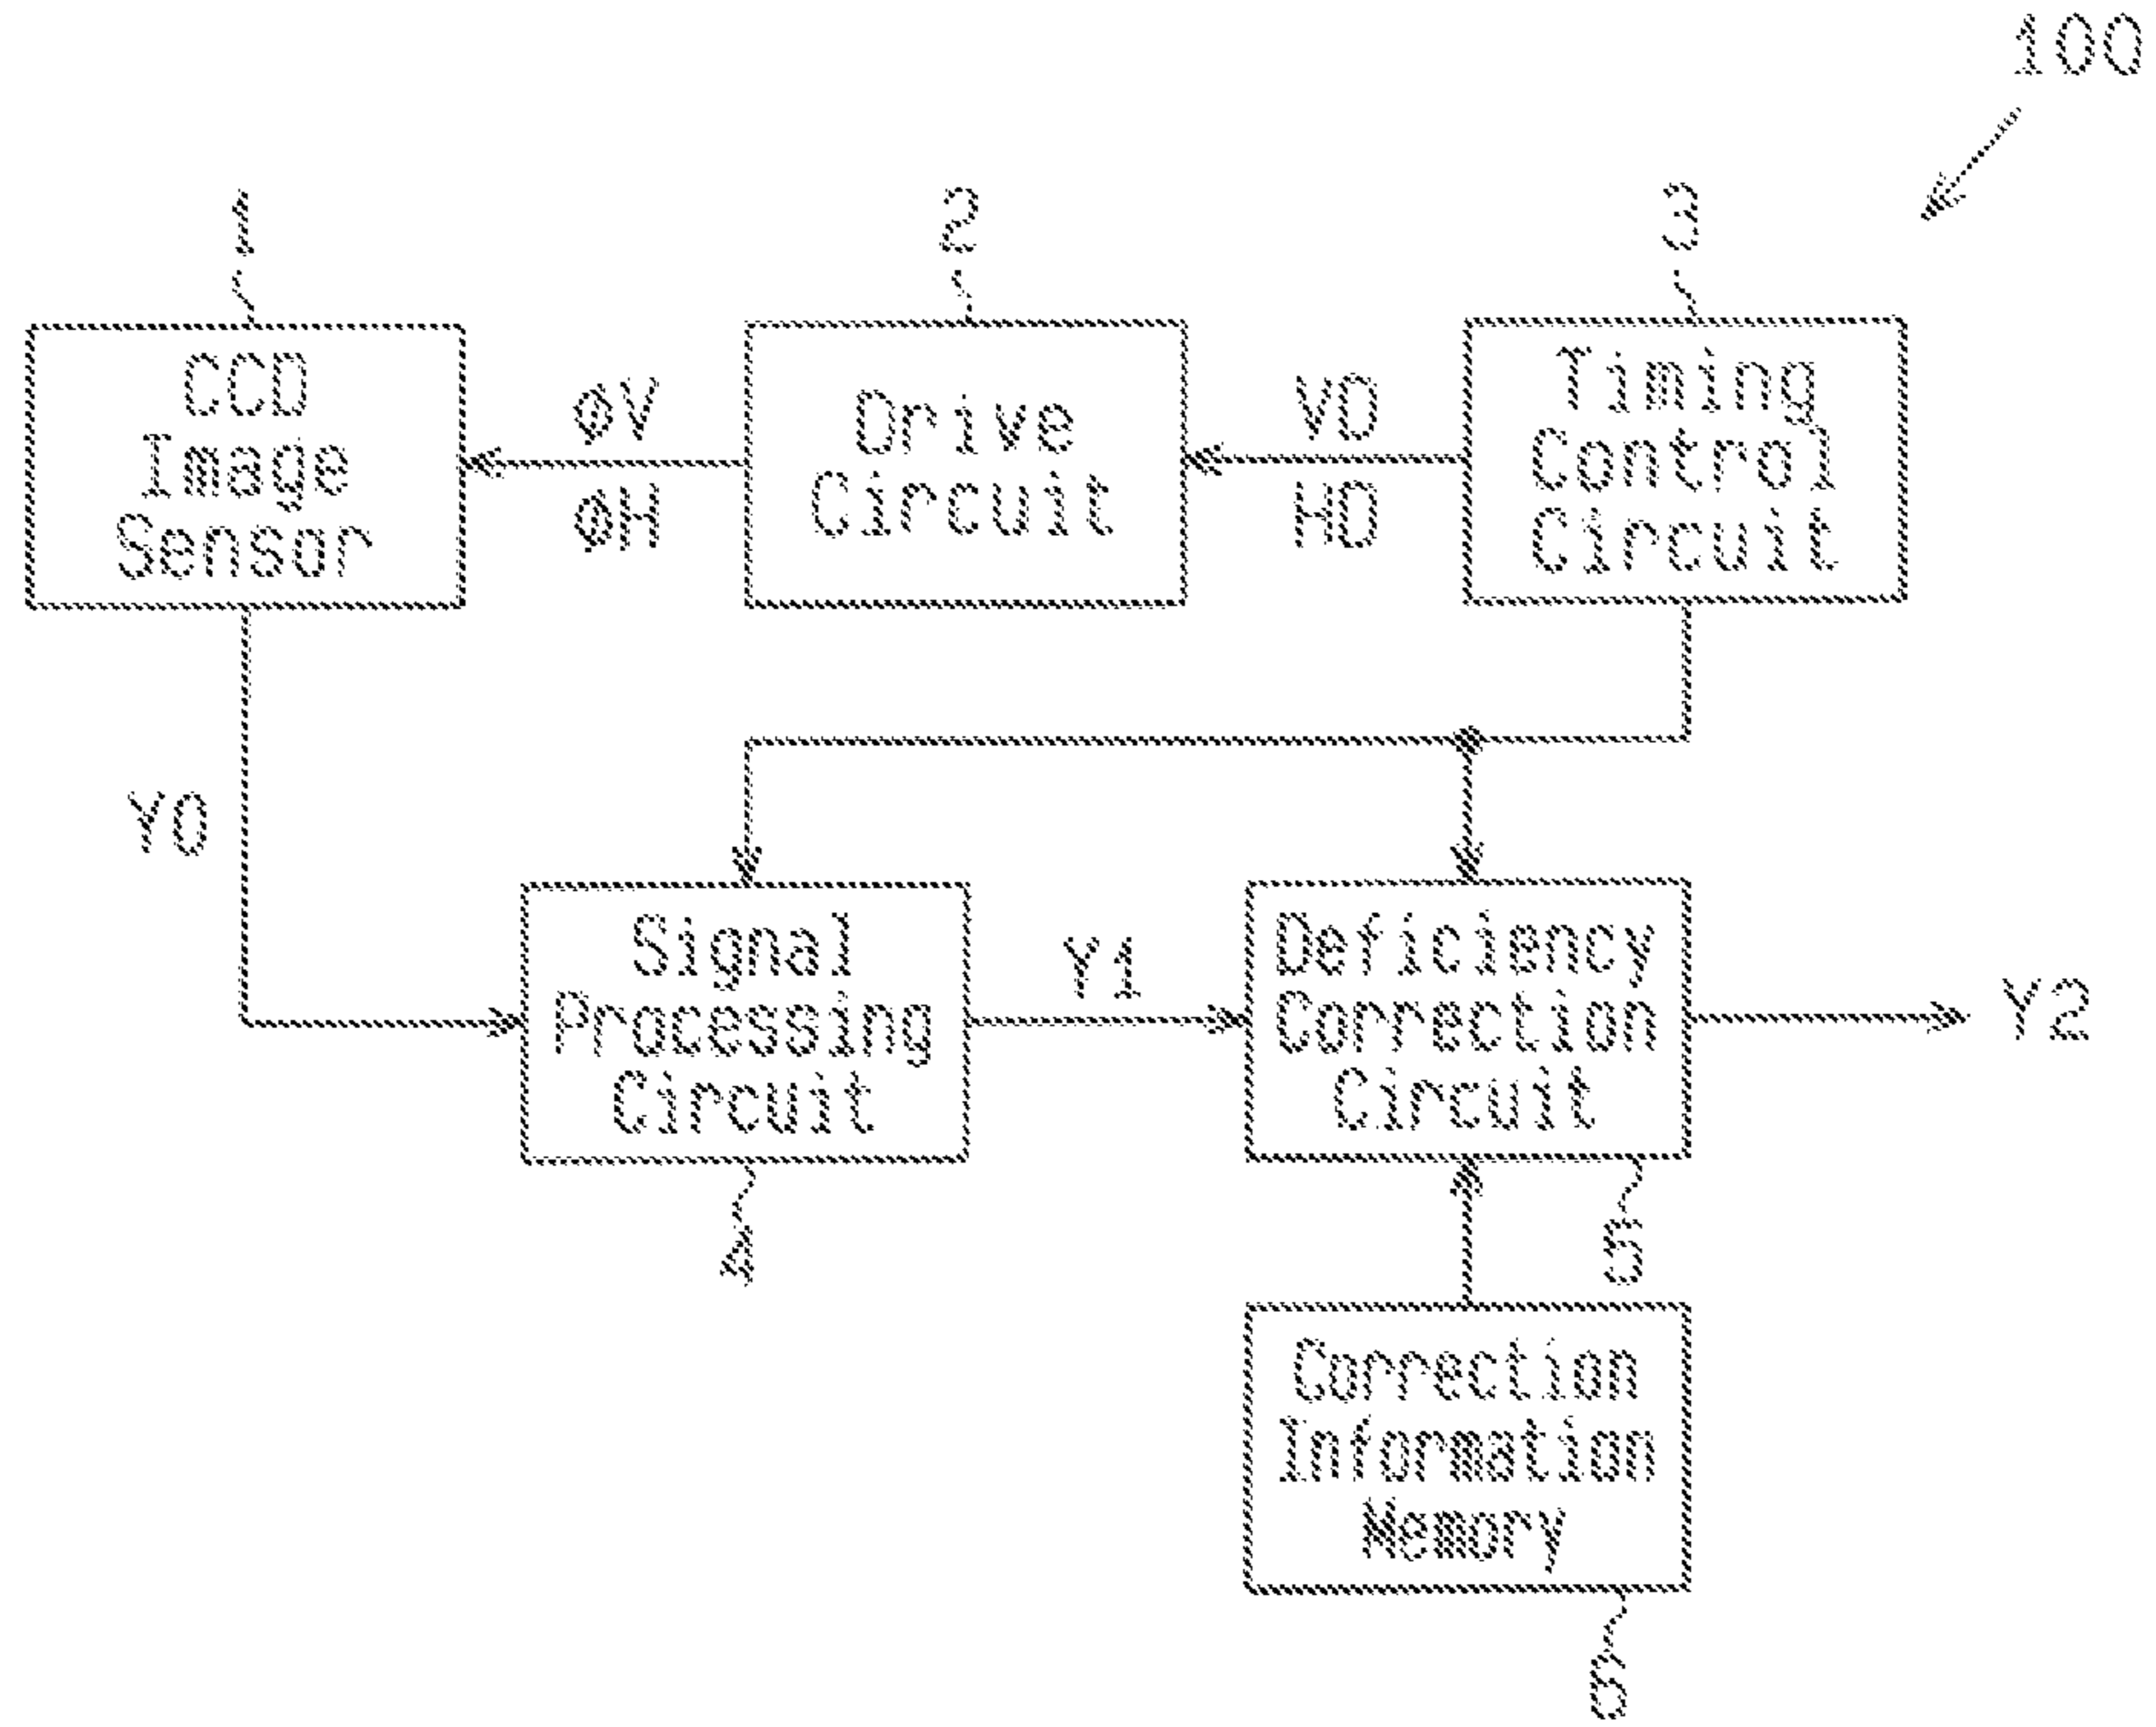 100
1
2
3
CCD
Image
Sensor
ΦV
ΦH
Drive
Circuit
VD
HD
Timing
Control
Circuit
Y0
Signal
Processing
Circuit
Y1
Deficiency
Correction
Circuit
Y2
4
5
Correction
Information
Memory
6